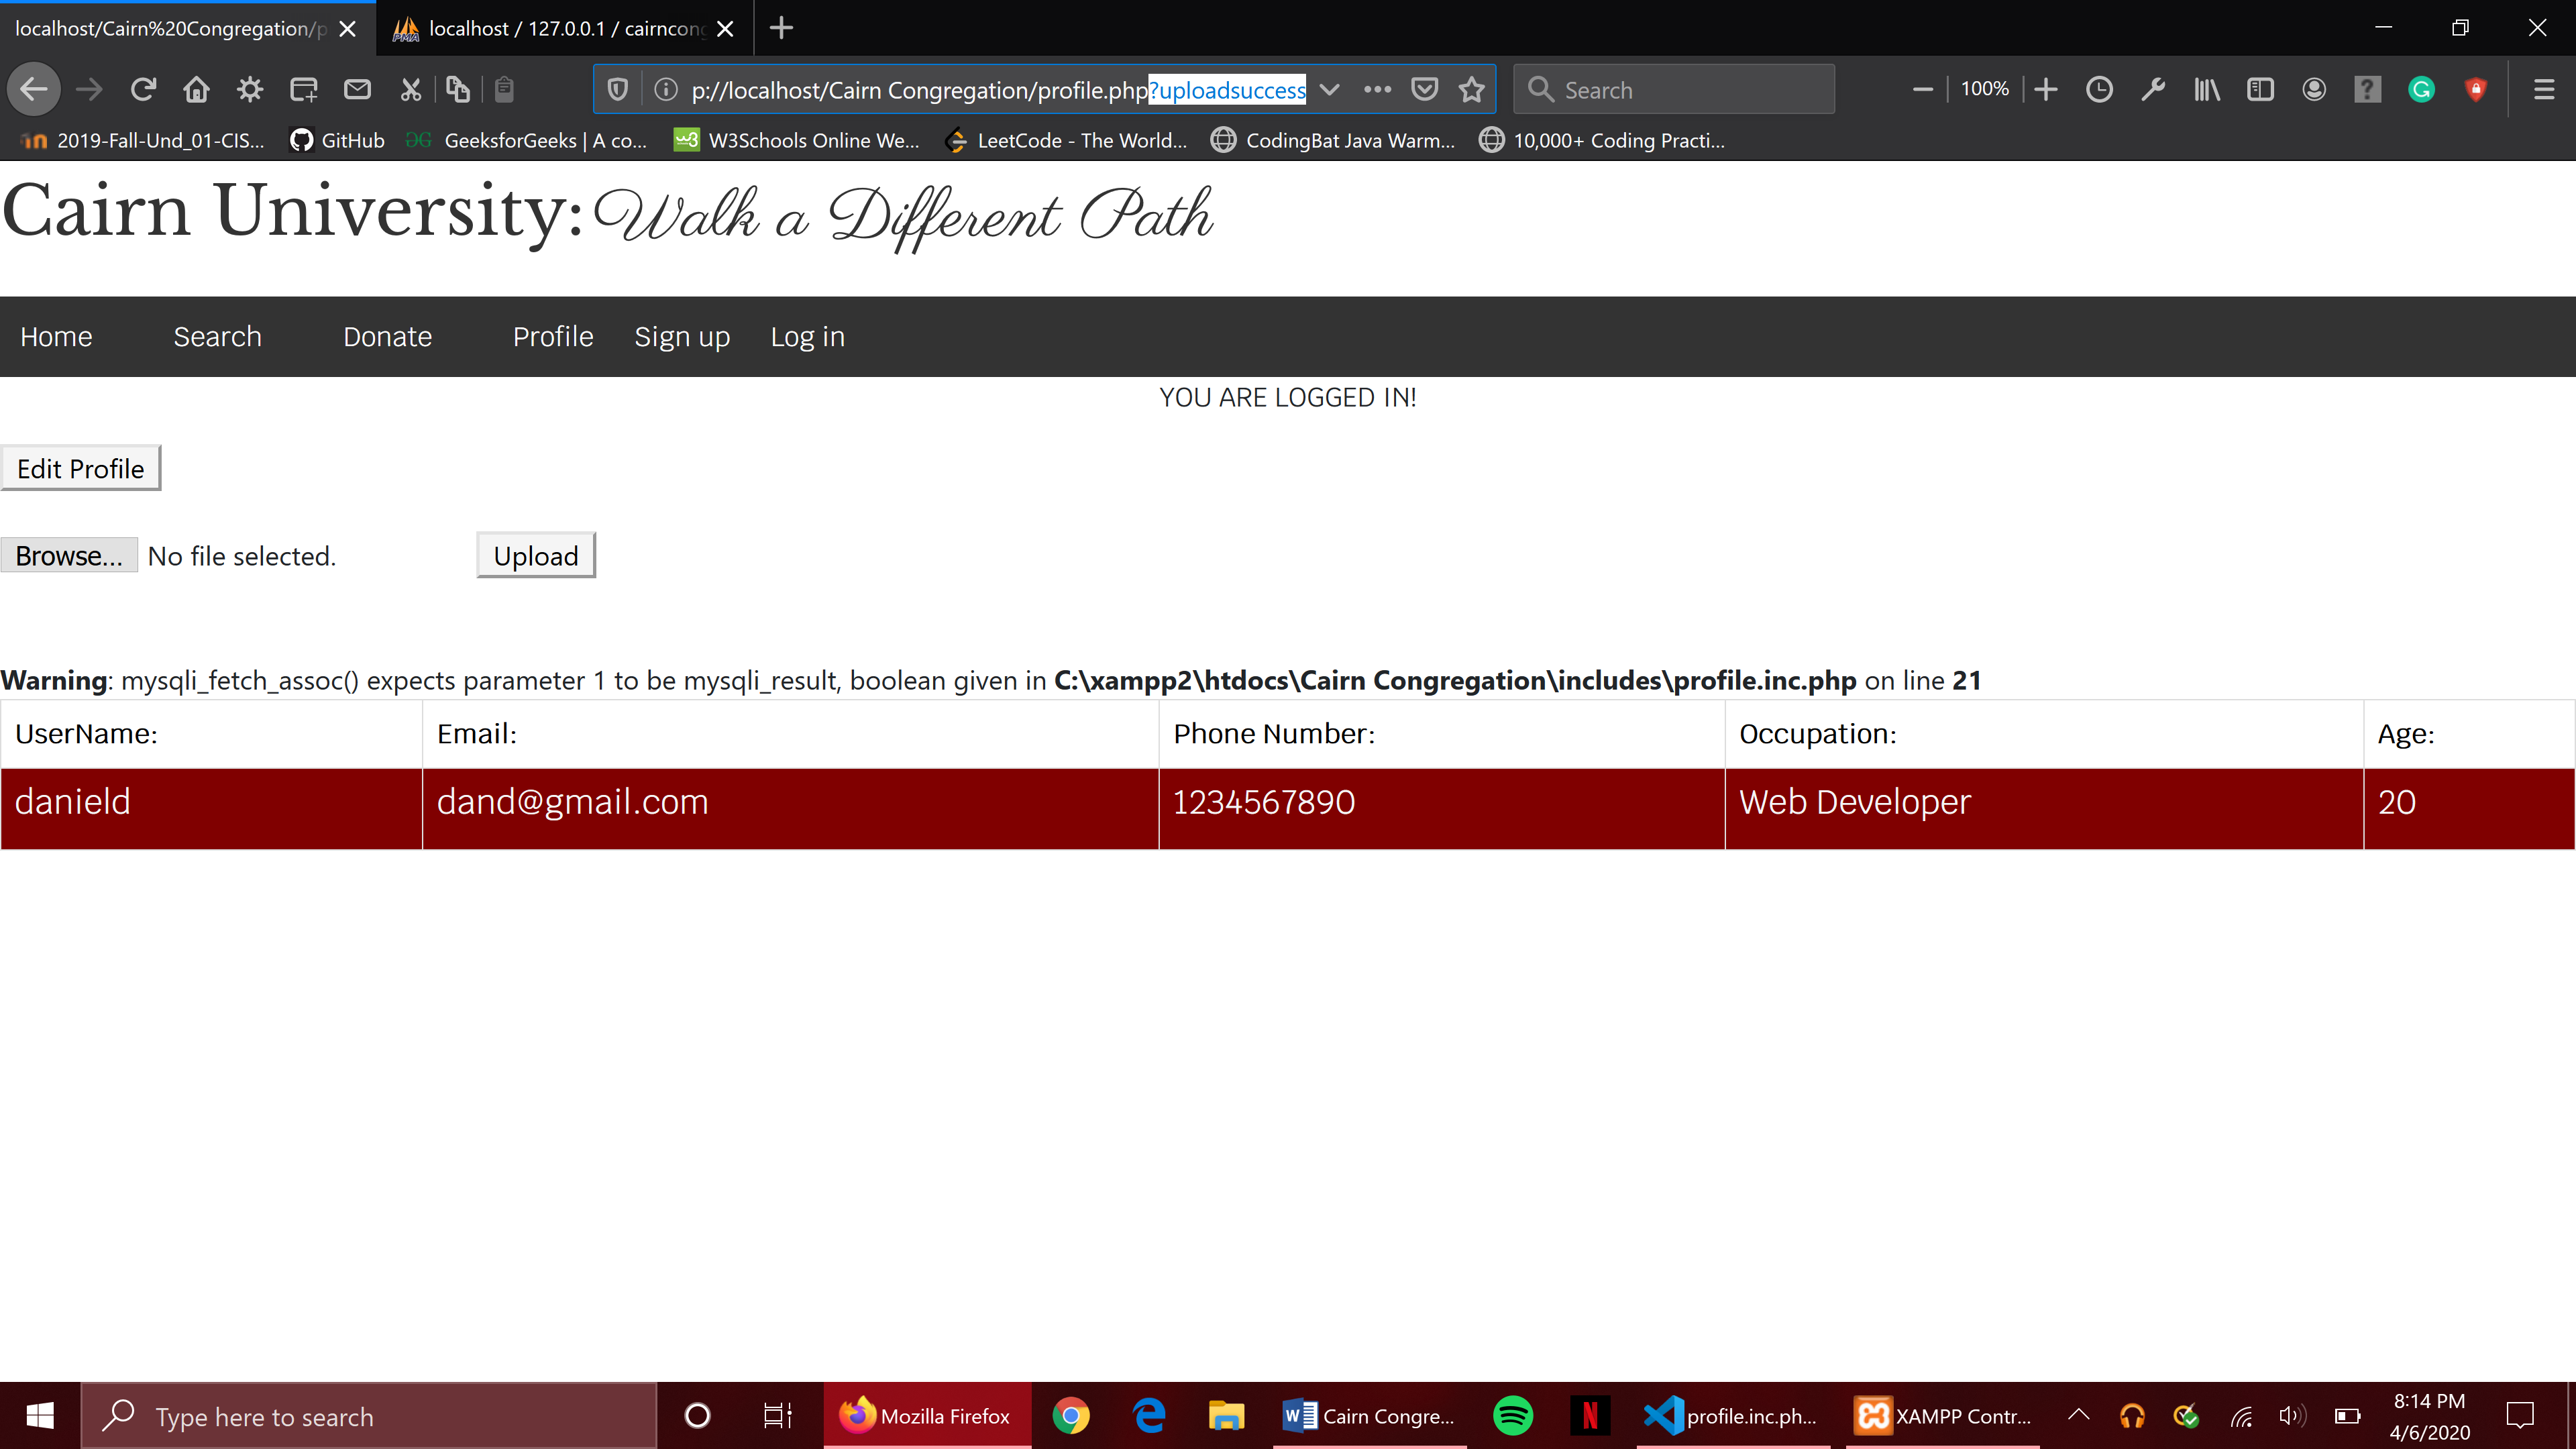 localhost/Cairn%20Congregation/p
localhost / 127.0.0.1 / cairncong
p://localhost/Cairn Congregation/profile.php?uploadsuccess
Search
100%
2019-Fall-Und_01-CIS...
GitHub
GeeksforGeeks | A co...
W3Schools Online We...
LeetCode - The World...
CodingBat Java Warm...
10,000+ Coding Practi...
Cairn University: Walk a Different Path
Home Search Donate Profile Sign up Log in
YOU ARE LOGGED IN!
Edit Profile
Browse... No file selected. Upload
Warning: mysqli_fetch_assoc() expects parameter 1 to be mysqli_result, boolean given in C:\xampp2\htdocs\Cairn Congregation\includes\profile.inc.php on line 21
UserName: Email: Phone Number: Occupation: Age:
danield dand@gmail.com 1234567890 Web Developer 20
Type here to search
Mozilla Firefox
Cairn Congre...
profile.inc.ph...
XAMPP Contr...
8:14 PM
4/6/2020